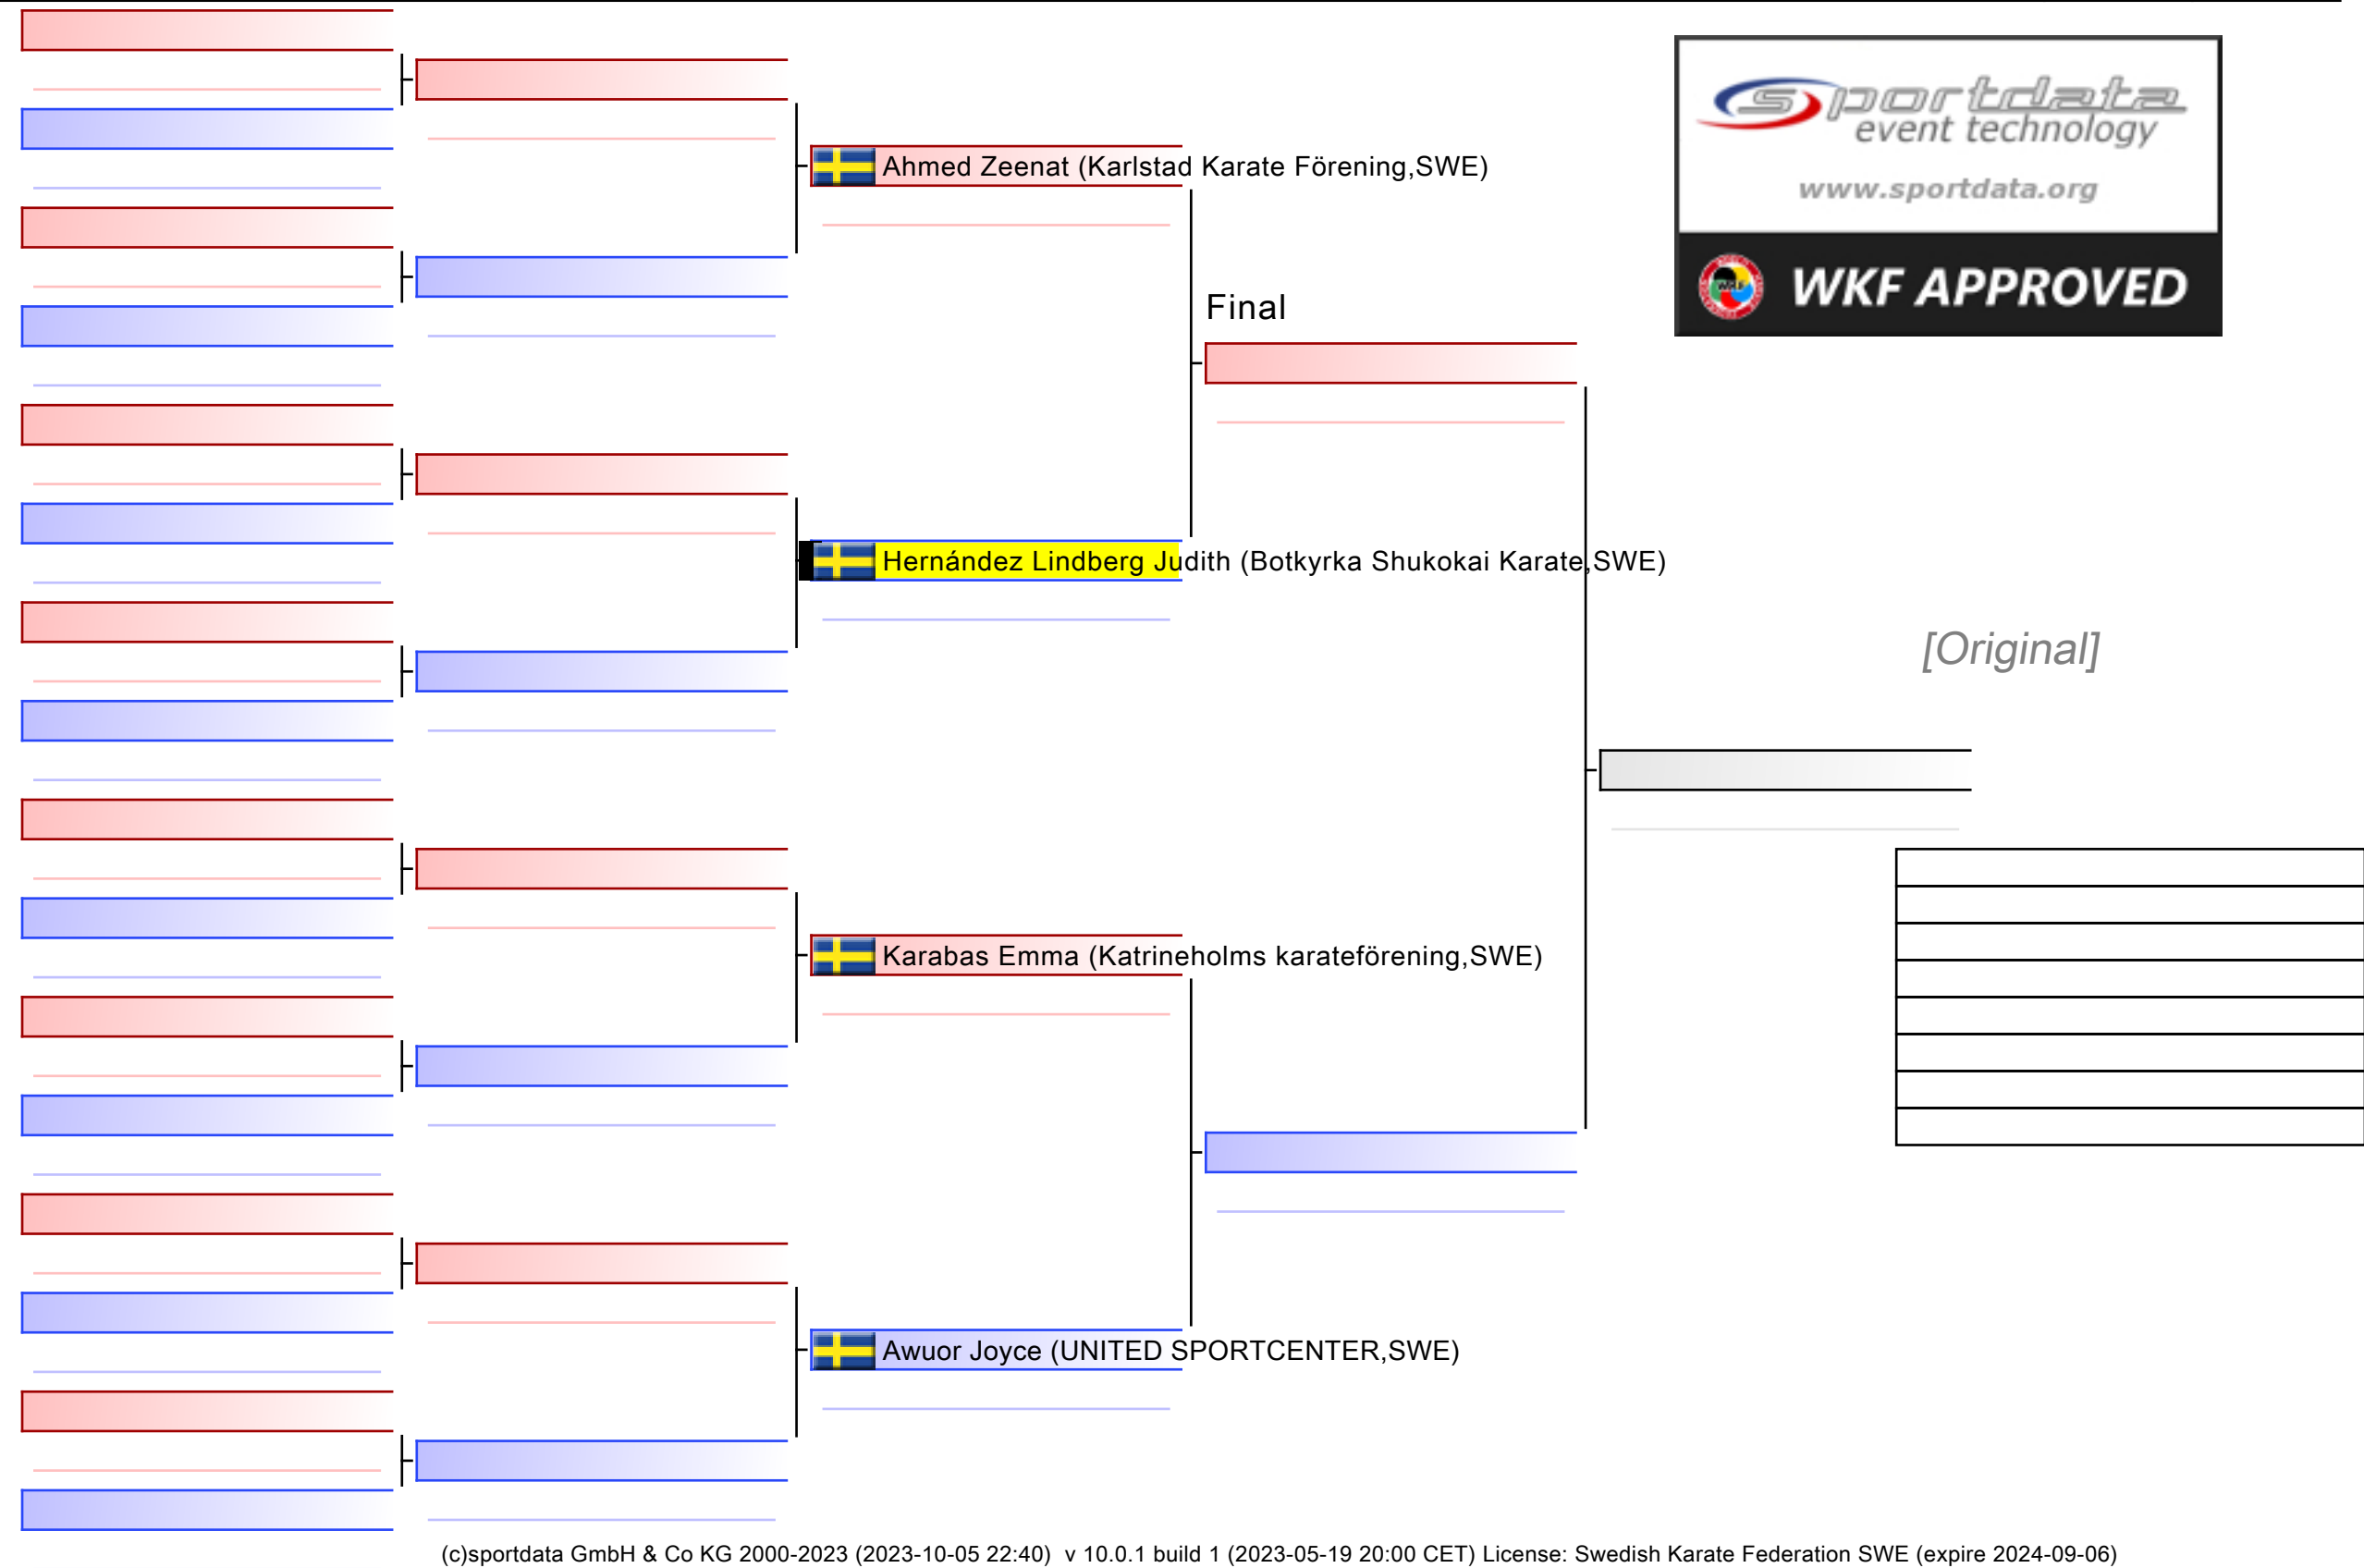 sportdata
event technology
www.sportdata.org
WKF APPROVED
Ahmed Zeenat (Karlstad Karate Förening,SWE)
Final
Hernández Lindberg Judith (Botkyrka Shukokai Karate,SWE)
[Original]
Karabas Emma (Katrineholms karateförening,SWE)
Awuor Joyce (UNITED SPORTCENTER,SWE)
(c)sportdata GmbH & Co KG 2000-2023 (2023-10-05 22:40) v 10.0.1 build 1 (2023-05-19 20:00 CET) License: Swedish Karate Federation SWE (expire 2024-09-06)